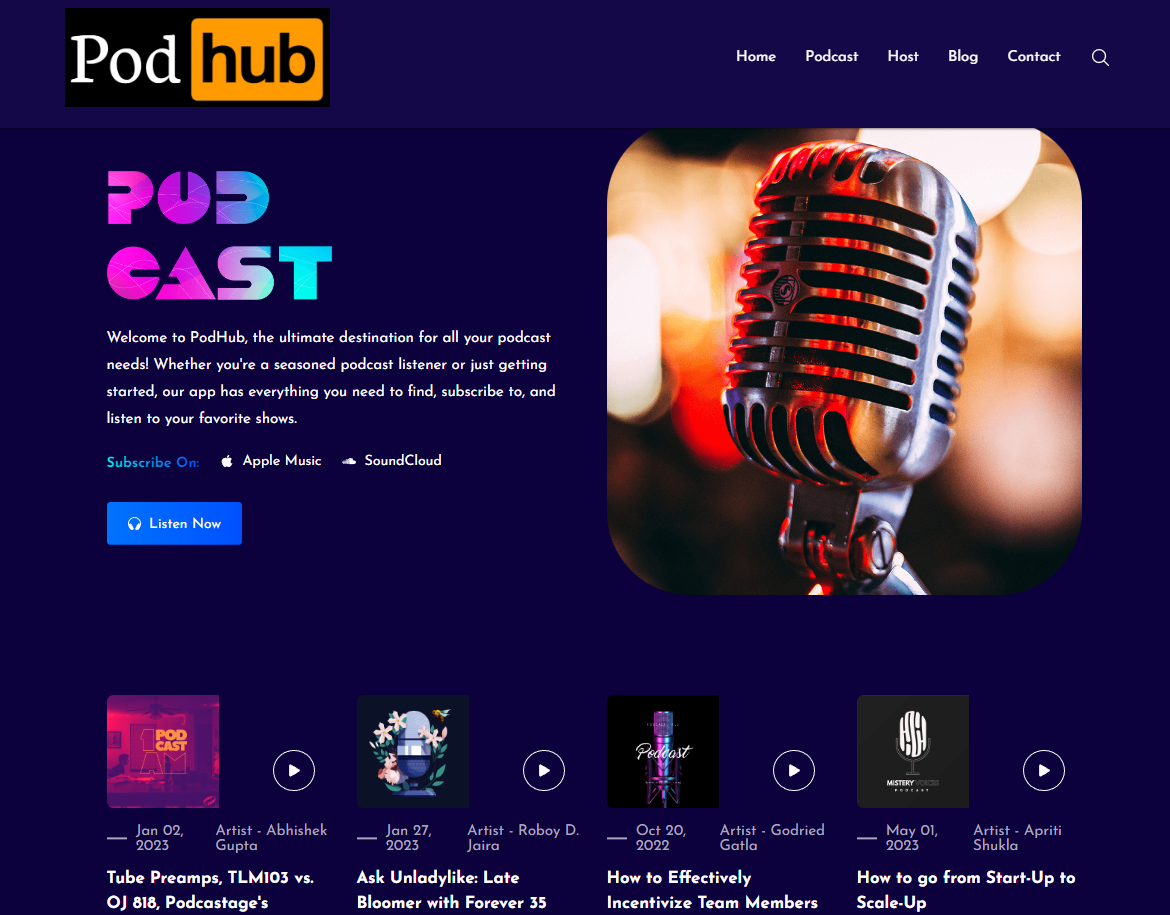 Pod hub
Home Podcast Host Blog Contact
POD
CAST
Welcome to PodHub, the ultimate destination for all your podcast
needs! Whether you're a seasoned podcast listener or just getting
started, our app has everything you need to find, subscribe to, and
listen to your favorite shows.
Subscribe On: Apple Music SoundCloud
Listen Now
POD
CAST
1
AM
Podcast
MISTERY VOICES
PODCAST
Jan 02,
2023
Artist - Abhishek
Gupta
Jan 27,
2023
Artist - Roboy D.
Jaira
Oct 20,
2022
Artist - Godried
Gatla
May 01,
2023
Artist - Apriti
Shukla
Tube Preamps, TLM103 vs.
OJ 818, Podcastage's
Ask Unladylike: Late
Bloomer with Forever 35
How to Effectively
Incentivize Team Members
How to go from Start-Up to
Scale-Up